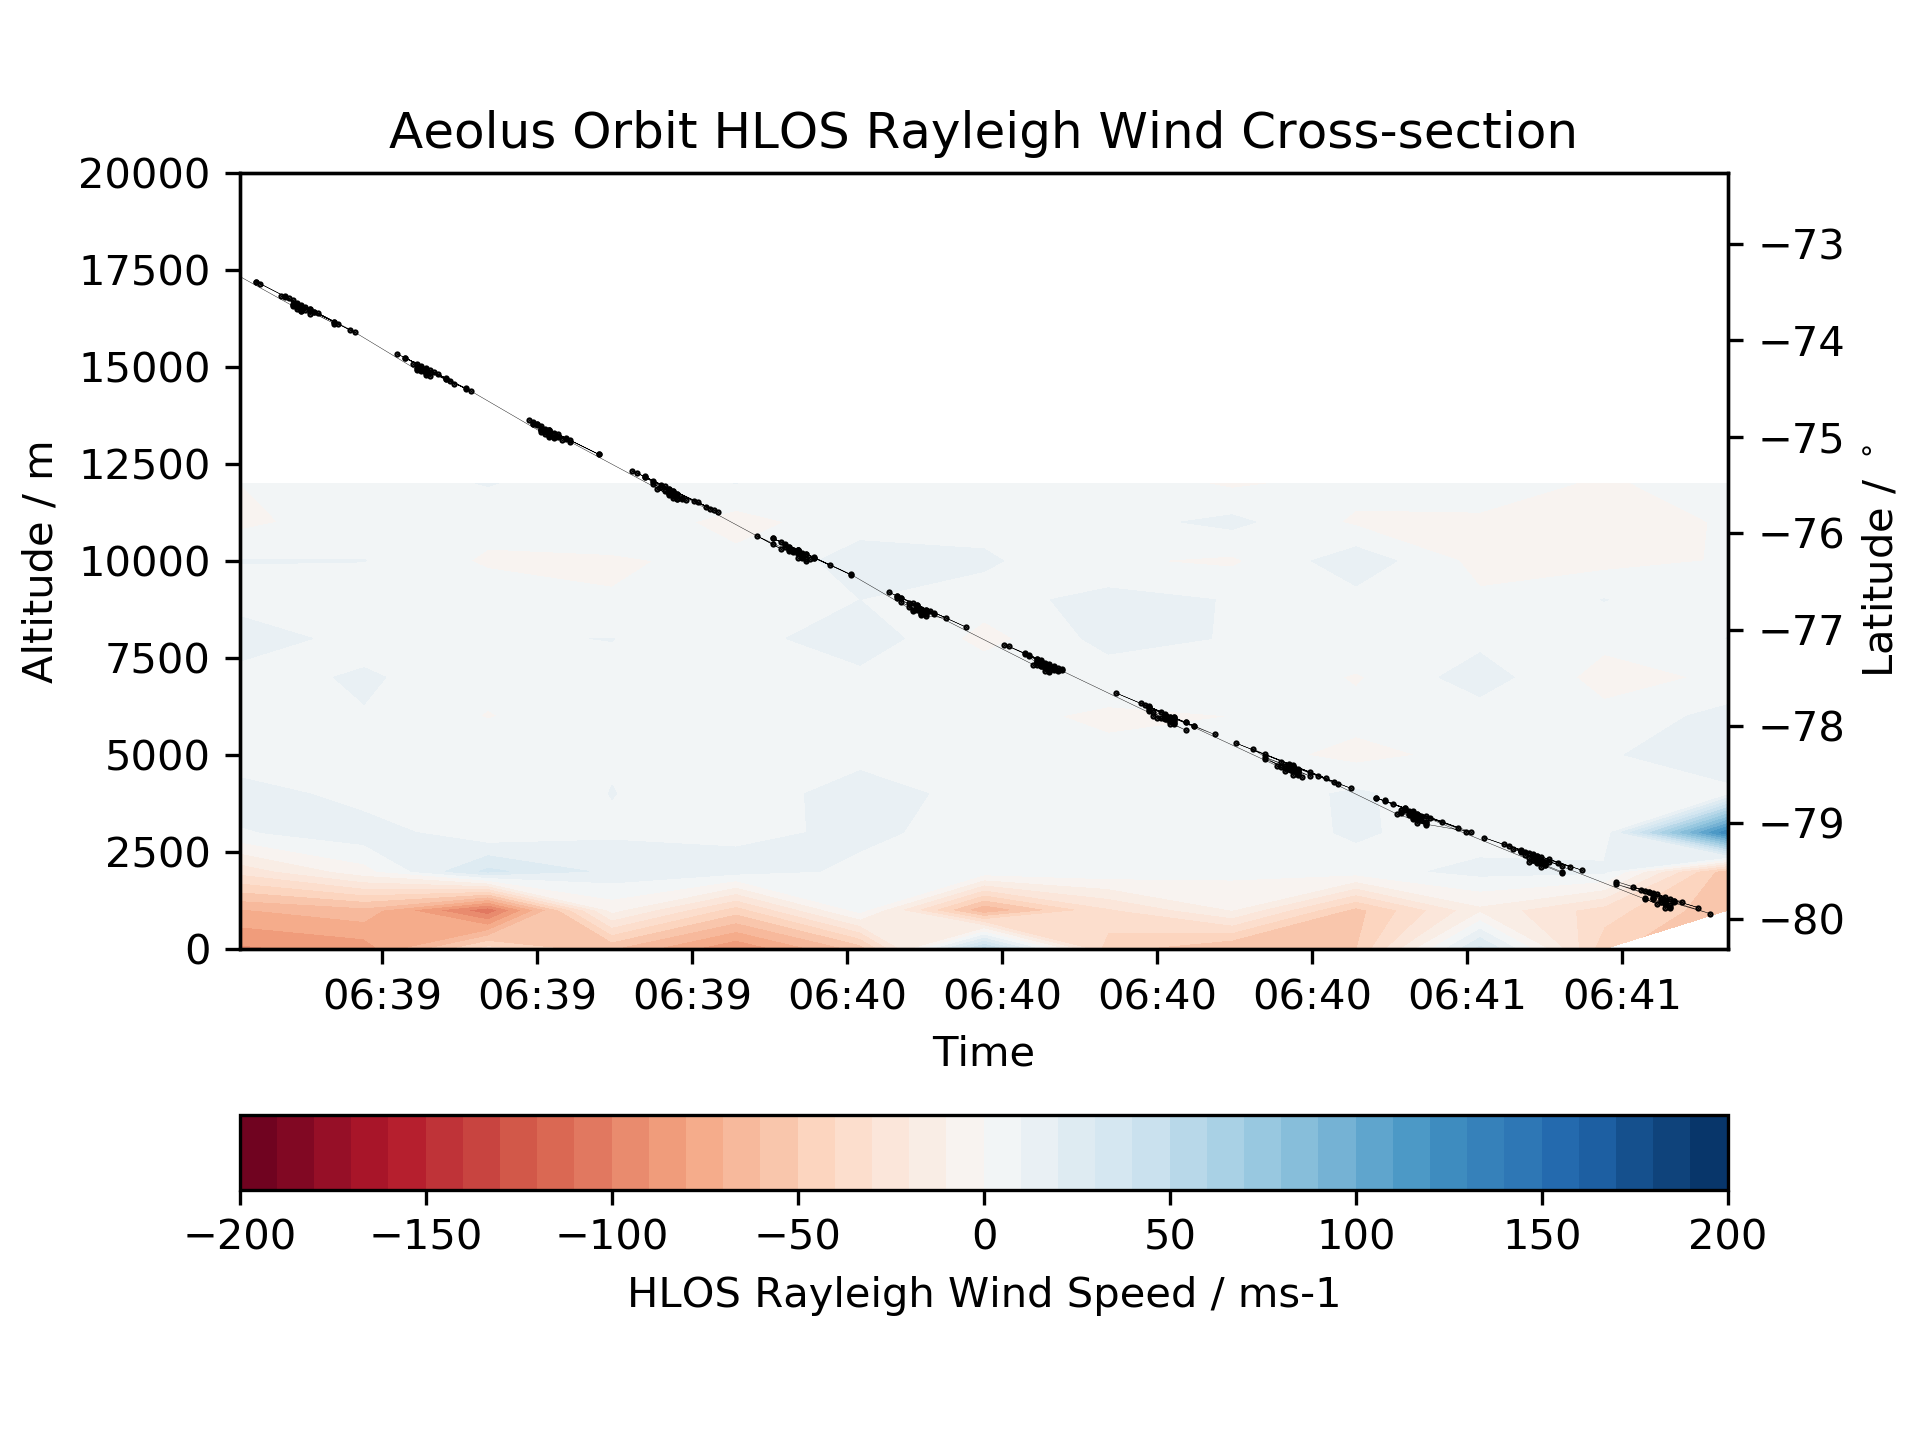 Aeolus Orbit HLOS Rayleigh Wind Cross-section
20000
17500
15000
12500
10000
7500
5000
2500
0
Altitude / m
−73
−74
−75
−76
−77
−78
−79
−80
Latitude / °
06:39 06:39 06:39 06:40 06:40 06:40 06:40 06:41 06:41
Time
−200 −150 −100 −50 0 50 100 150 200
HLOS Rayleigh Wind Speed / ms-1